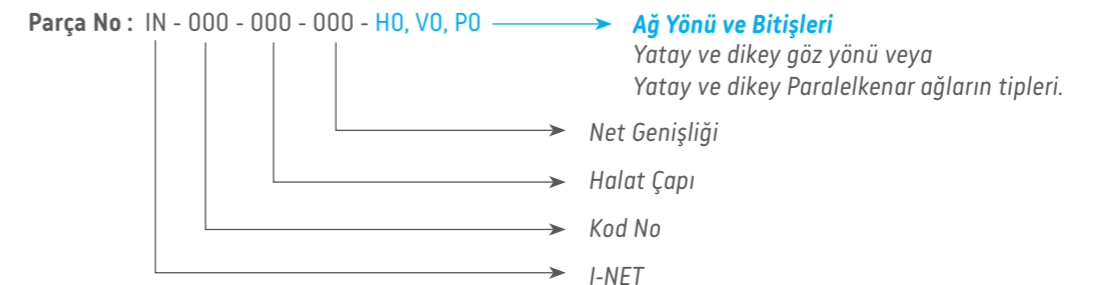 Parça No : IN - 000 - 000 - 000 - H0, V0, P0
Ağ Yönü ve Bitişleri
Yatay ve dikey göz yönü veya
Yatay ve dikey Paralelkenar ağların tipleri.
Net Genişliği
Halat Çapı
Kod No
I-NET